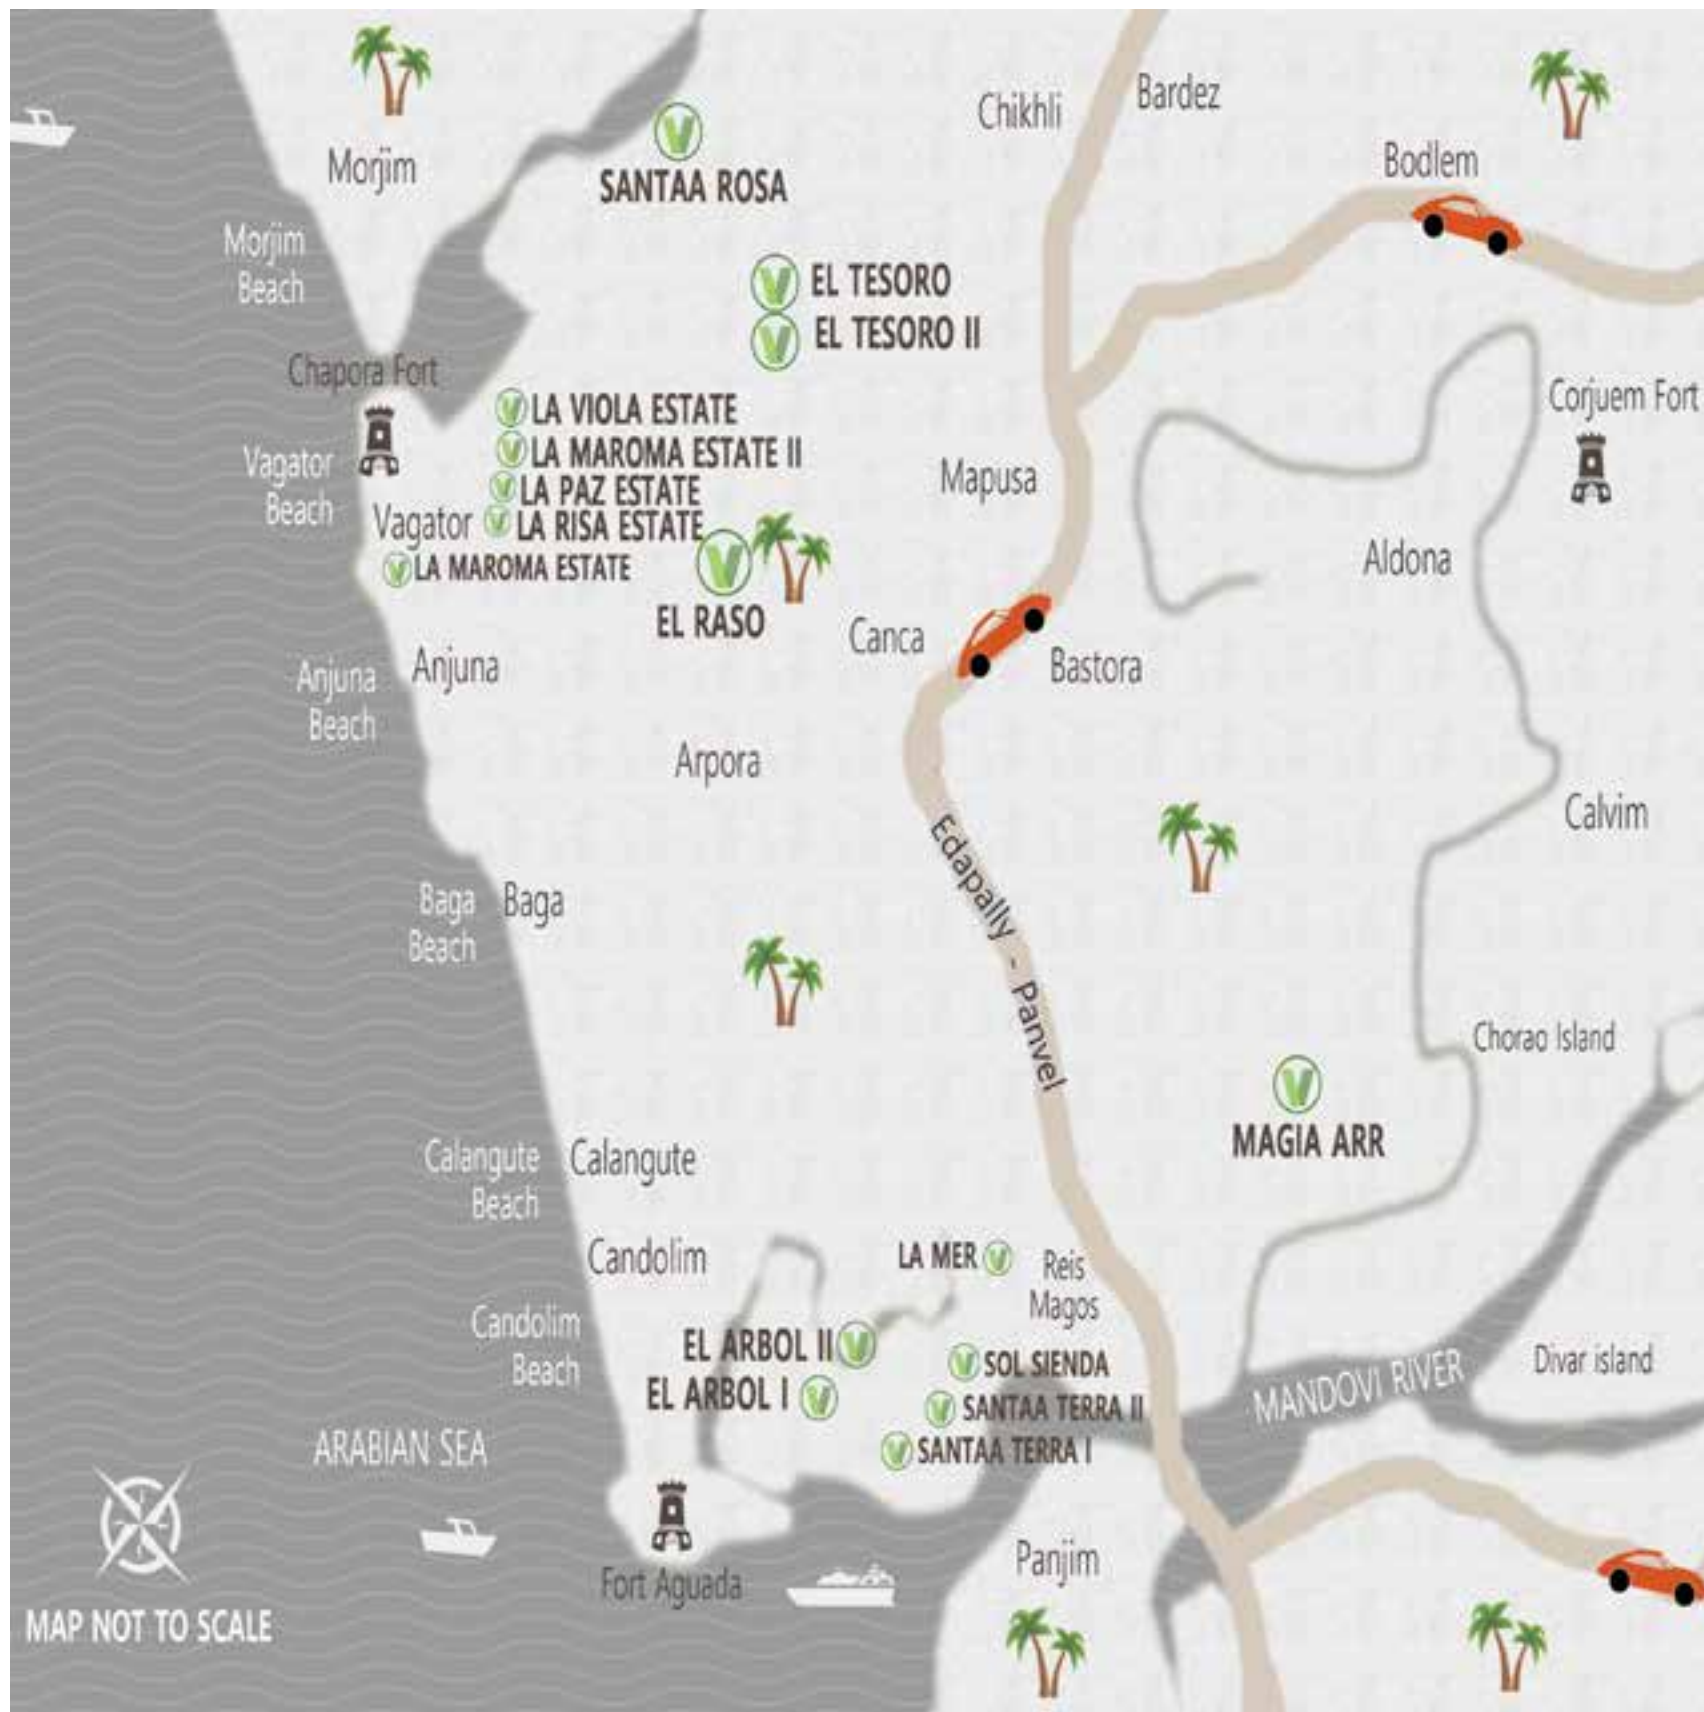 Chikhli
Bardez
Bodlem
Morjim
SANTAA ROSA
Morjim
Beach
EL TESORO
EL TESORO II
Chapora Fort
Corjuem Fort
LA VIOLA ESTATE
LA MAROMA ESTATE II
LA PAZ ESTATE
LA RISA ESTATE
LA MAROMA ESTATE
Vagator
Beach
Vagator
Mapusa
Aldona
EL RASO
Canca
Bastora
Anjuna
Beach
Anjuna
Arpora
Calvim
Edapally - Panvel
Baga
Beach
Baga
Chorao Island
MAGIA ARR
Calangute
Beach
Calangute
Candolim
LA MER
Reis
Magos
Candolim
Beach
EL ARBOL II
EL ARBOL I
SOL SIENDA
SANTAA TERRA II
SANTAA TERRA I
MANDOVI RIVER
Divar island
ARABIAN SEA
Fort Aguada
Panjim
MAP NOT TO SCALE